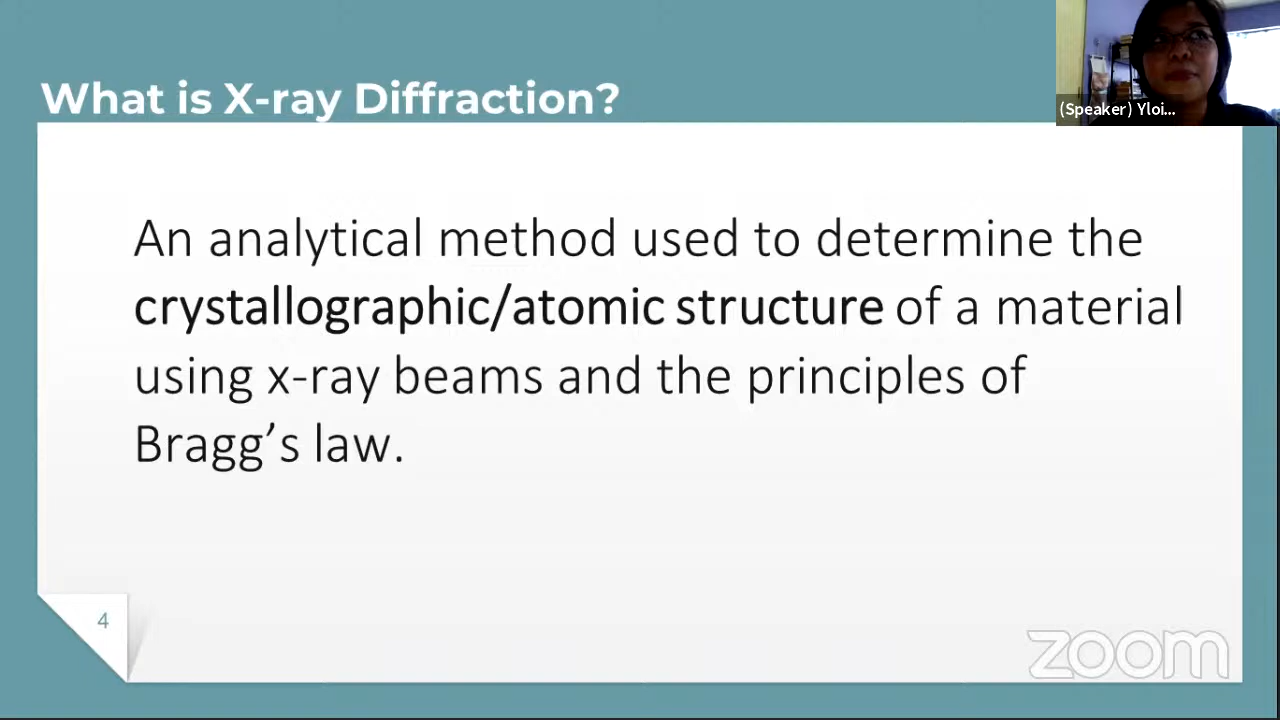 What is X-ray Diffraction?
(Speaker) Yloi...
An analytical method used to determine the
crystallographic/atomic structure of a material
using x-ray beams and the principles of
Bragg’s law.
4
zoom